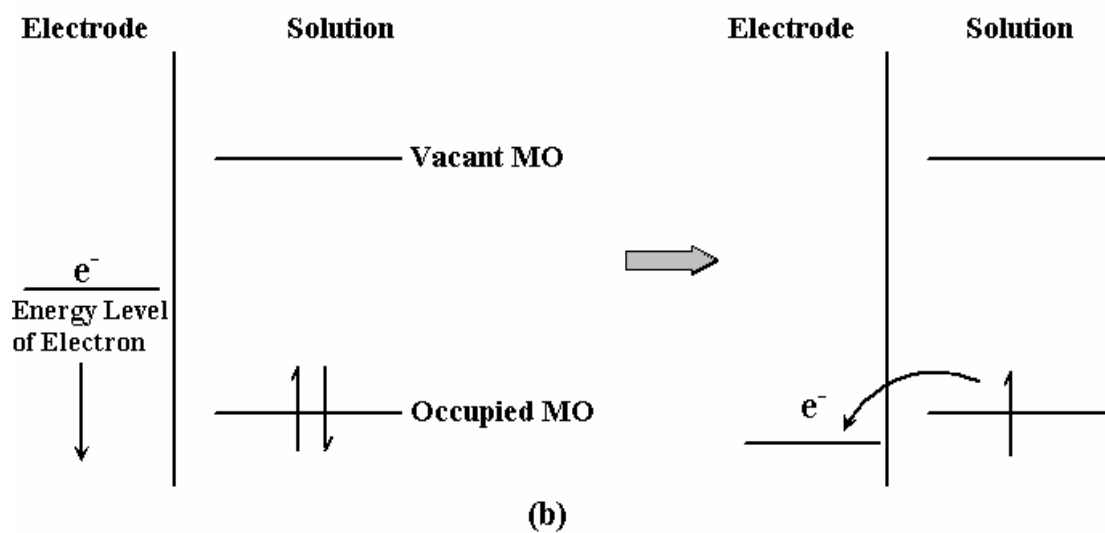 Electrode Solution Electrode Solution
Vacant MO
e⁻
Energy Level
of Electron
Occupied MO
e⁻
(b)